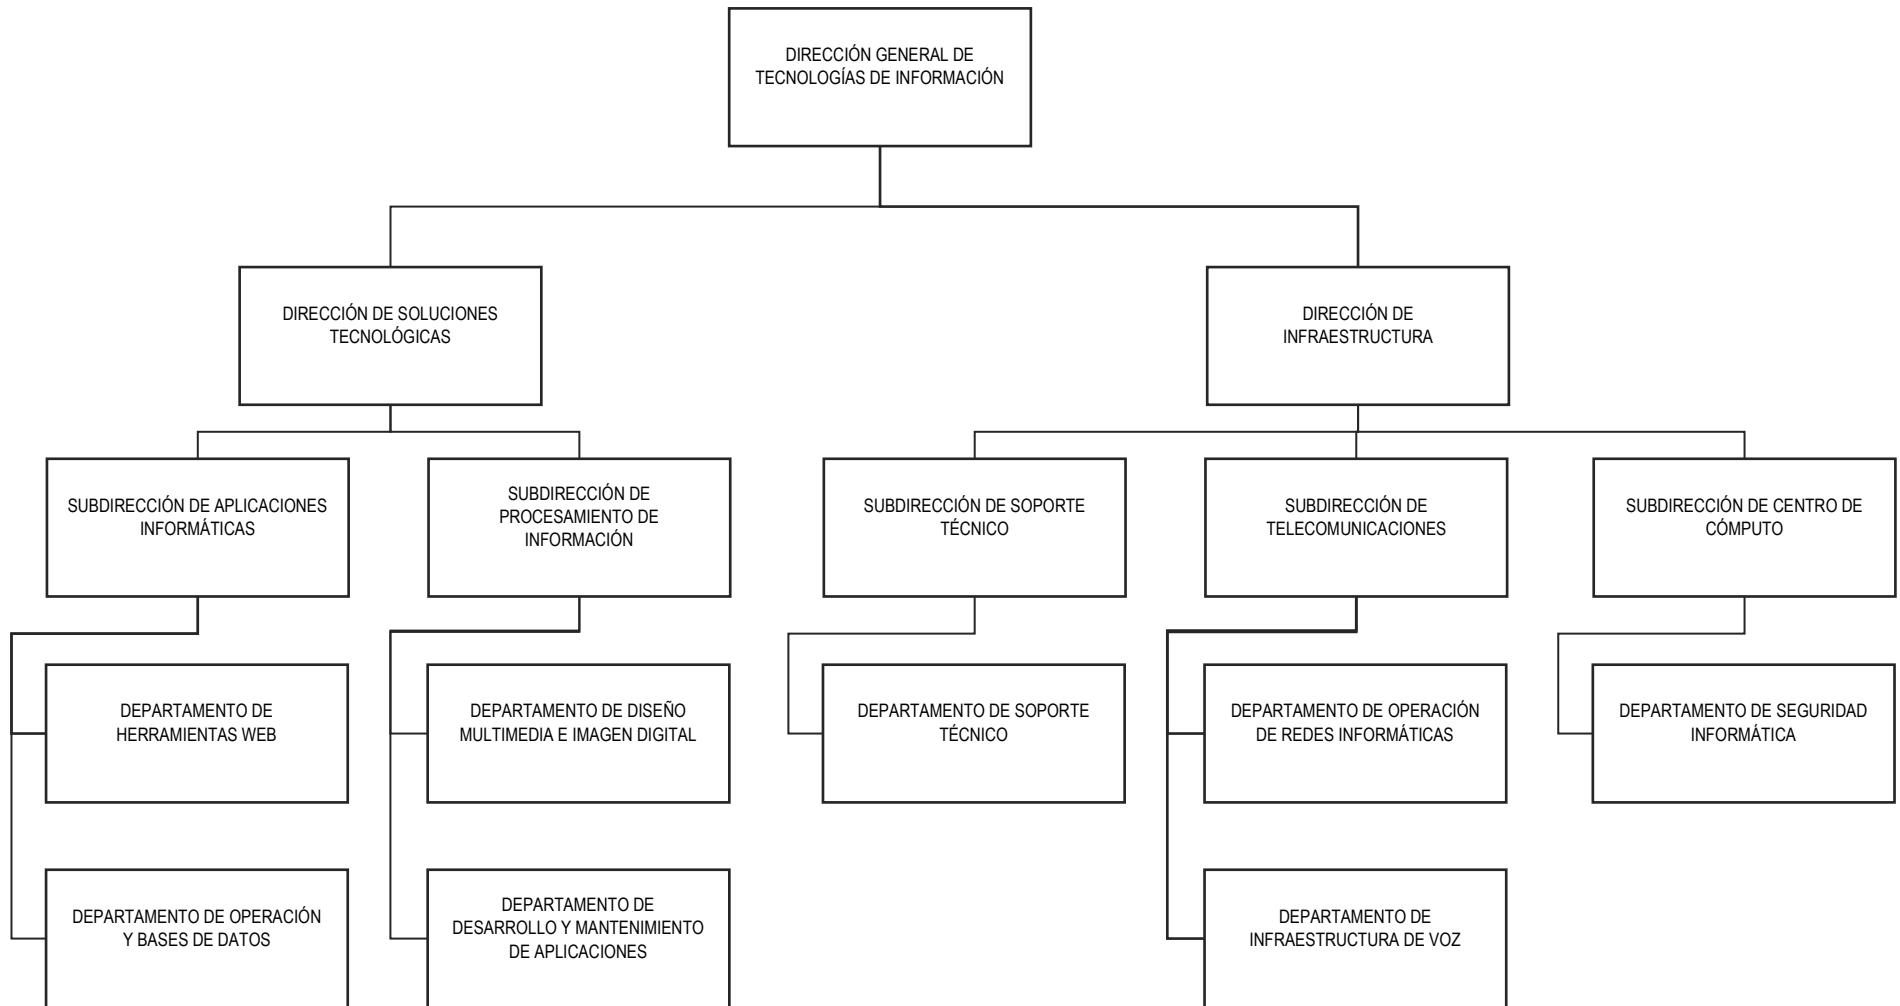 DIRECCIÓN GENERAL DE
TECNOLOGÍAS DE INFORMACIÓN
DIRECCIÓN DE SOLUCIONES
TECNOLÓGICAS
DIRECCIÓN DE
INFRAESTRUCTURA
SUBDIRECCIÓN DE APLICACIONES
INFORMÁTICAS
SUBDIRECCIÓN DE
PROCESAMIENTO DE
INFORMACIÓN
SUBDIRECCIÓN DE SOPORTE
TÉCNICO
SUBDIRECCIÓN DE
TELECOMUNICACIONES
SUBDIRECCIÓN DE CENTRO DE
CÓMPUTO
DEPARTAMENTO DE
HERRAMIENTAS WEB
DEPARTAMENTO DE DISEÑO
MULTIMEDIA E IMAGEN DIGITAL
DEPARTAMENTO DE SOPORTE
TÉCNICO
DEPARTAMENTO DE OPERACIÓN
DE REDES INFORMÁTICAS
DEPARTAMENTO DE SEGURIDAD
INFORMÁTICA
DEPARTAMENTO DE OPERACIÓN
Y BASES DE DATOS
DEPARTAMENTO DE
DESARROLLO Y MANTENIMIENTO
DE APLICACIONES
DEPARTAMENTO DE
INFRAESTRUCTURA DE VOZ